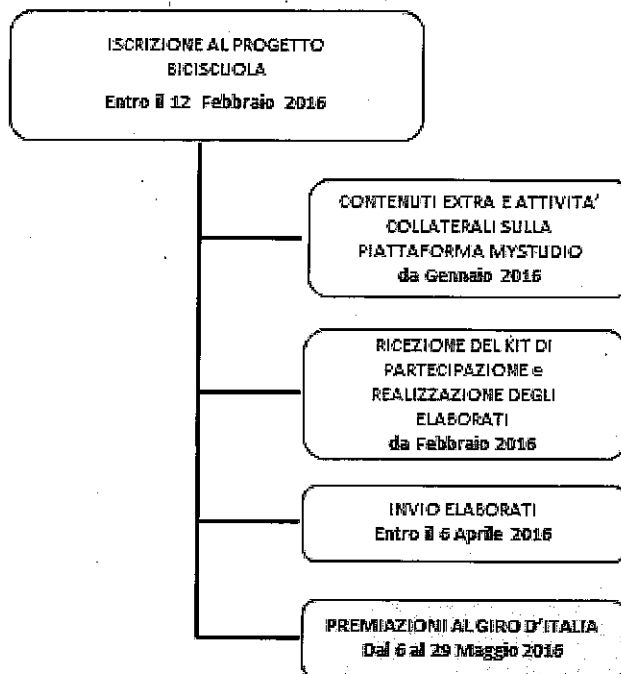 ISCRIZIONE AL PROGETTO
BICISCUOLA
Entro il 12 Febbraio 2016
CONTENUTI EXTRA E ATTIVITA'
COLLATERALI SULLA
PIATTAFORMA MYSTUDIO
da Gennaio 2016
RICEZIONE DEL KIT DI
PARTECIPAZIONE e
REALIZZAZIONE DEGLI
ELABORATI
da Febbraio 2016
INVIO ELABORATI
Entro il 6 Aprile 2016
PREMIAZIONI AL GIRO D'ITALIA
Dal 6 al 29 Maggio 2016